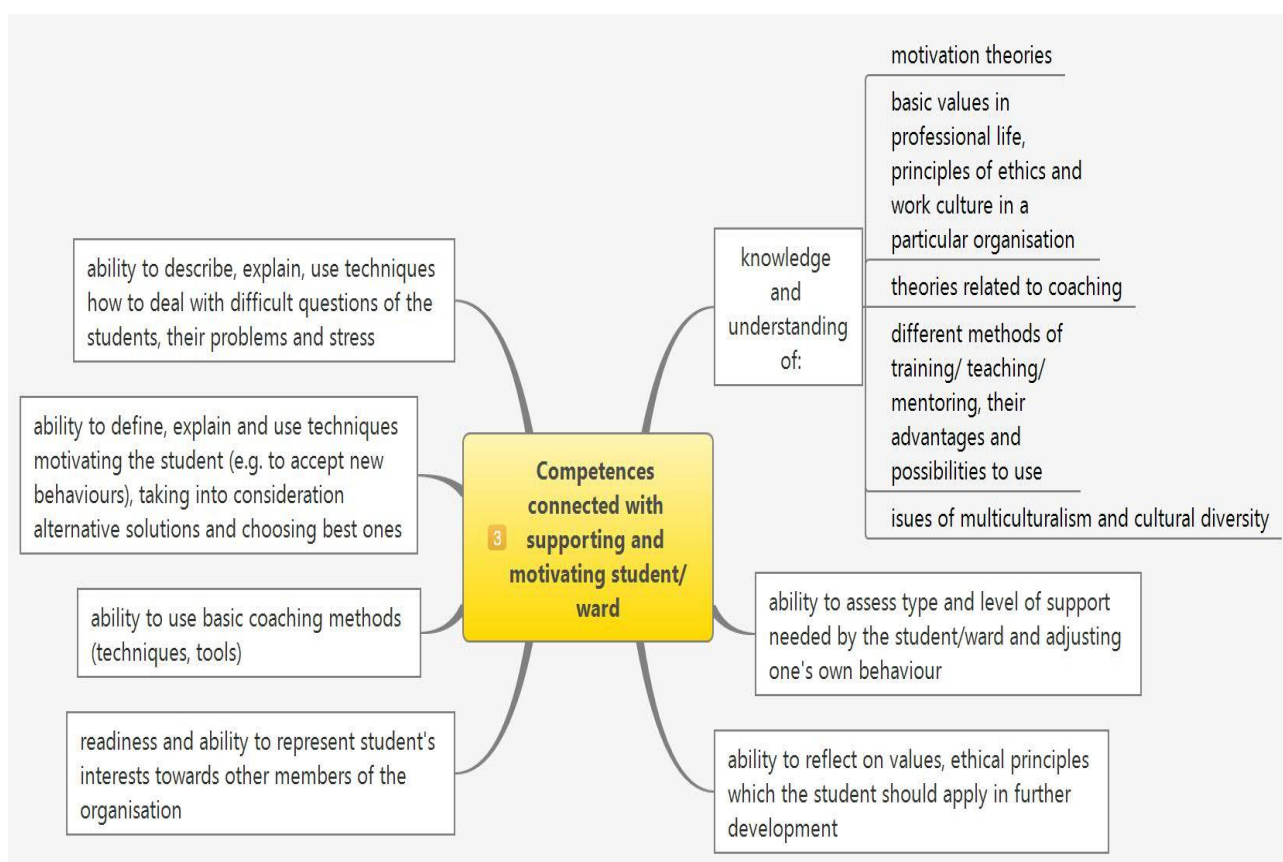 Competences
connected with
supporting and
motivating student/
ward
3
knowledge
and
understanding
of:
motivation theories
basic values in
professional life,
principles of ethics and
work culture in a
particular organisation
theories related to coaching
different methods of
training/ teaching/
mentoring, their
advantages and
possibilities to use
isues of multiculturalism and cultural diversity
ability to assess type and level of support
needed by the student/ward and adjusting
one's own behaviour
ability to reflect on values, ethical principles
which the student should apply in further
development
ability to describe, explain, use techniques
how to deal with difficult questions of the
students, their problems and stress
ability to define, explain and use techniques
motivating the student (e.g. to accept new
behaviours), taking into consideration
alternative solutions and choosing best ones
ability to use basic coaching methods
(techniques, tools)
readiness and ability to represent student's
interests towards other members of the
organisation